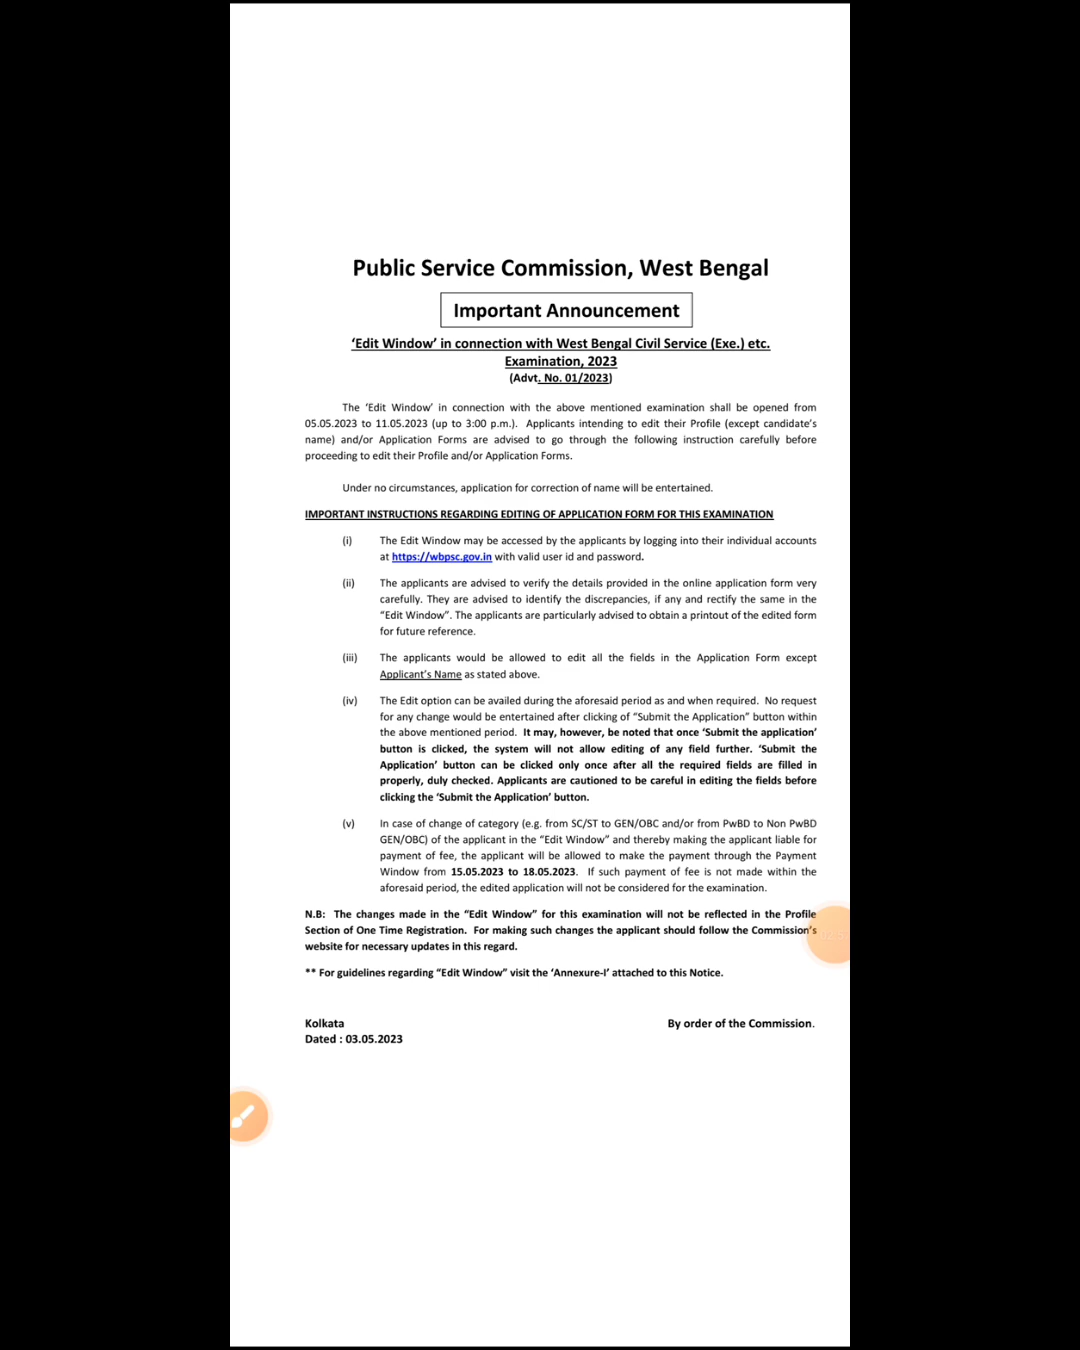 Public Service Commission, West Bengal
Important Announcement
‘Edit Window’ in connection with West Bengal Civil Service (Exe.) etc.
Examination, 2023
(Advt. No. 01/2023)
The ‘Edit Window’ in connection with the above mentioned examination shall be opened from
05.05.2023 to 11.05.2023 (up to 3:00 p.m.). Applicants intending to edit their Profile (except candidate’s
name) and/or Application Forms are advised to go through the following instruction carefully before
proceeding to edit their Profile and/or Application Forms.
Under no circumstances, application for correction of name will be entertained.
IMPORTANT INSTRUCTIONS REGARDING EDITING OF APPLICATION FORM FOR THIS EXAMINATION
(i) The Edit Window may be accessed by the applicants by logging into their individual accounts
at https://wbpsc.gov.in with valid user id and password.
(ii) The applicants are advised to verify the details provided in the online application form very
carefully. They are advised to identify the discrepancies, if any and rectify the same in the
“Edit Window”. The applicants are particularly advised to obtain a printout of the edited form
for future reference.
(iii) The applicants would be allowed to edit all the fields in the Application Form except
Applicant’s Name as stated above.
(iv) The Edit option can be availed during the aforesaid period as and when required. No request
for any change would be entertained after clicking of “Submit the Application” button within
the above mentioned period. It may, however, be noted that once ‘Submit the application’
button is clicked, the system will not allow editing of any field further. ‘Submit the
Application’ button can be clicked only once after all the required fields are filled in
properly, duly checked. Applicants are cautioned to be careful in editing the fields before
clicking the ‘Submit the Application’ button.
(v) In case of change of category (e.g. from SC/ST to GEN/OBC and/or from PwBD to Non PwBD
GEN/OBC) of the applicant in the “Edit Window” and thereby making the applicant liable for
payment of fee, the applicant will be allowed to make the payment through the Payment
Window from 15.05.2023 to 18.05.2023. If such payment of fee is not made within the
aforesaid period, the edited application will not be considered for the examination.
N.B: The changes made in the “Edit Window” for this examination will not be reflected in the Profile
Section of One Time Registration. For making such changes the applicant should follow the Commission’s
website for necessary updates in this regard.
** For guidelines regarding “Edit Window” visit the ‘Annexure-I’ attached to this Notice.
Kolkata By order of the Commission.
Dated : 03.05.2023